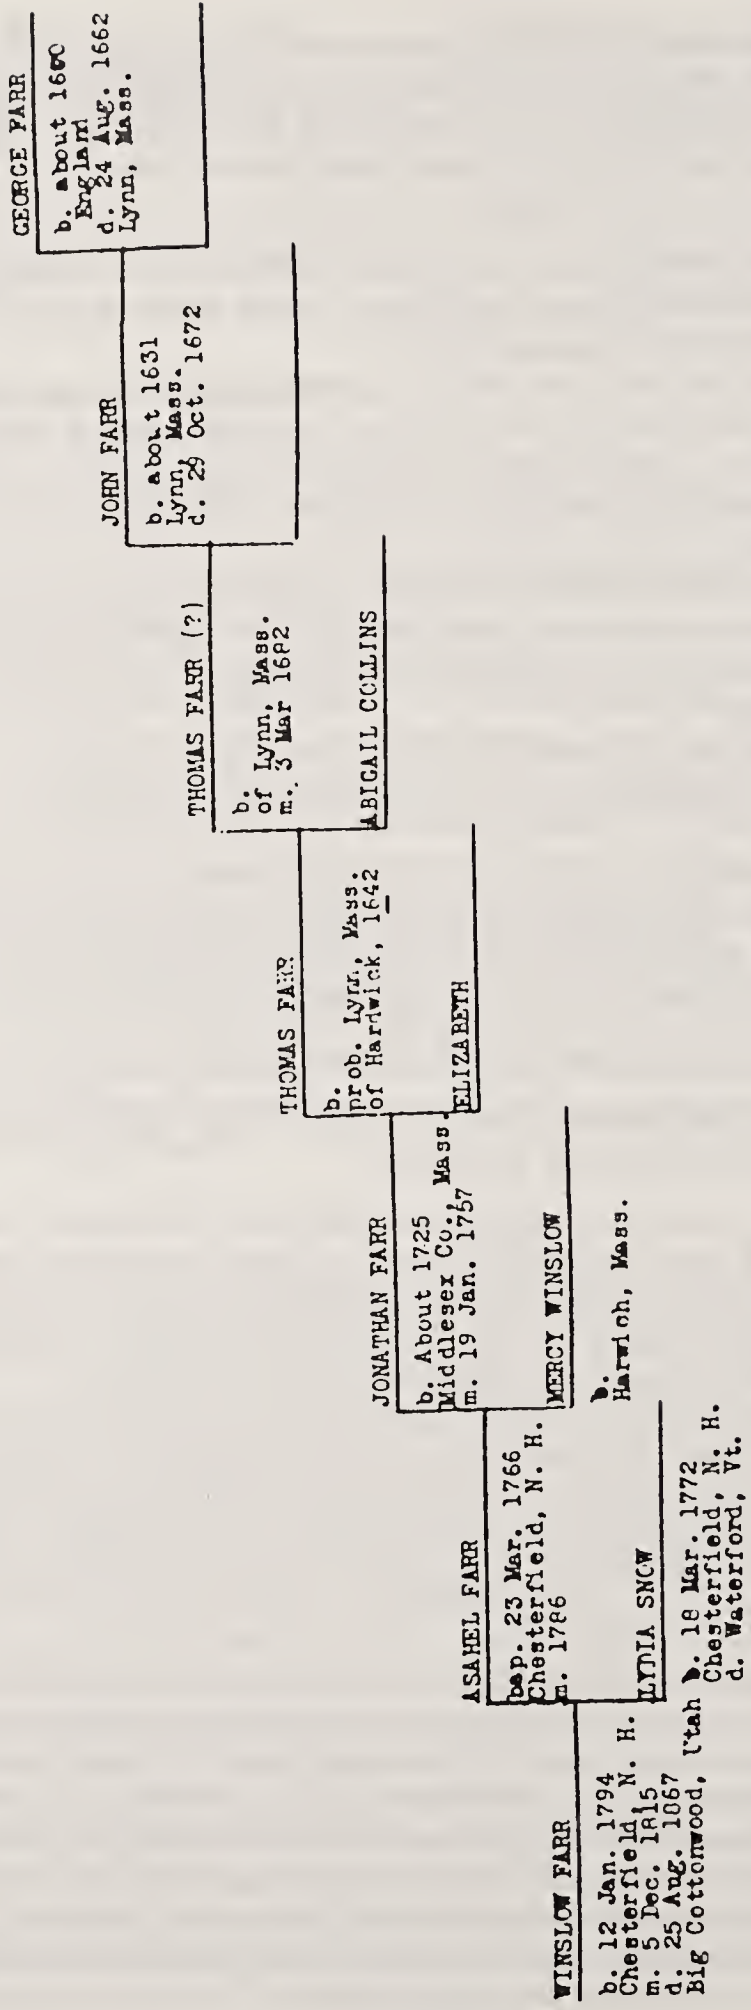 GEORGE FARR
b. about 1600
England
d. 24 Aug. 1662
Lynn, Mass.
JOHN FARR
b. about 1631
Lynn, Mass.
d. 29 Oct. 1672
THOMAS FARR (?)
b.
of Lynn, Mass.
m. 3 Mar 1682
ABIGAIL COLLINS
THOMAS FARR
b.
prob. Lynn, Mass.
of Hardwick, 1642
ELIZABETH
JONATHAN FARR
b. About 1725
Middlesex Co., Mass.
m. 19 Jan. 1757
MERCY WINSLOW
b.
Harwich, Mass.
ASAHEL FARR
bap. 23 Mar. 1766
Chesterfield, N. H.
m. 1786
LYDIA SNOW
b. 18 Mar. 1772
Chesterfield, N. H.
d. Waterford, Vt.
WINSLOW FARR
b. 12 Jan. 1794
Chesterfield, N. H.
m. 5 Dec. 1815
d. 25 Aug. 1867
Big Cottonwood, Utah